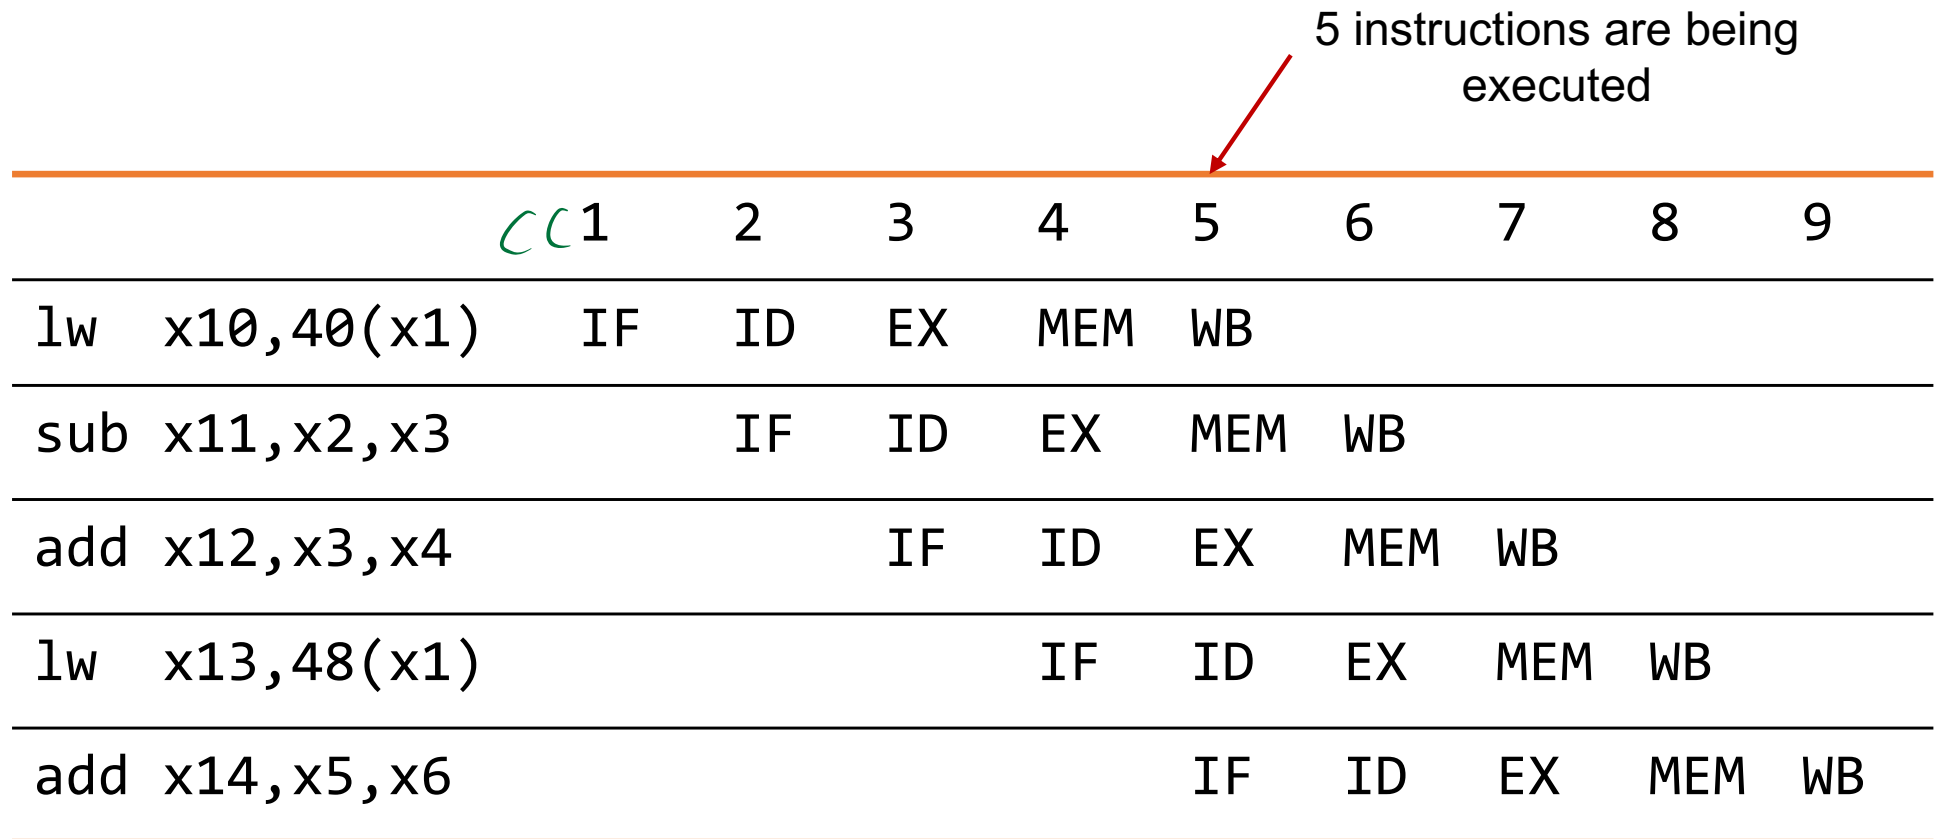 5 instructions are being
executed
CC 1 2 3 4 5 6 7 8 9
lw x10,40(x1) IF ID EX MEM WB
sub x11,x2,x3 IF ID EX MEM WB
add x12,x3,x4 IF ID EX MEM WB
lw x13,48(x1) IF ID EX MEM WB
add x14,x5,x6 IF ID EX MEM WB